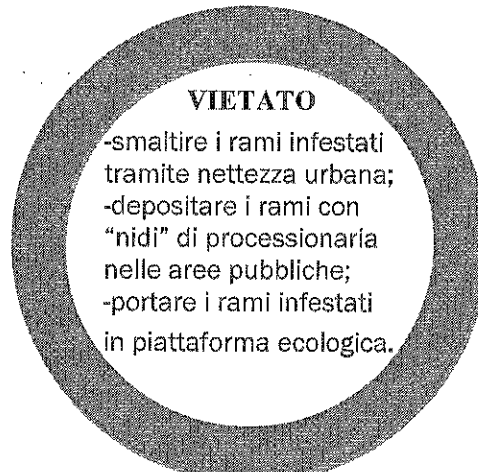 VIETATO
-smaltire i rami infestati
tramite nettezza urbana;
-depositare i rami con
"nidi" di processionaria
nelle aree pubbliche;
-portare i rami infestati
in piattaforma ecologica.